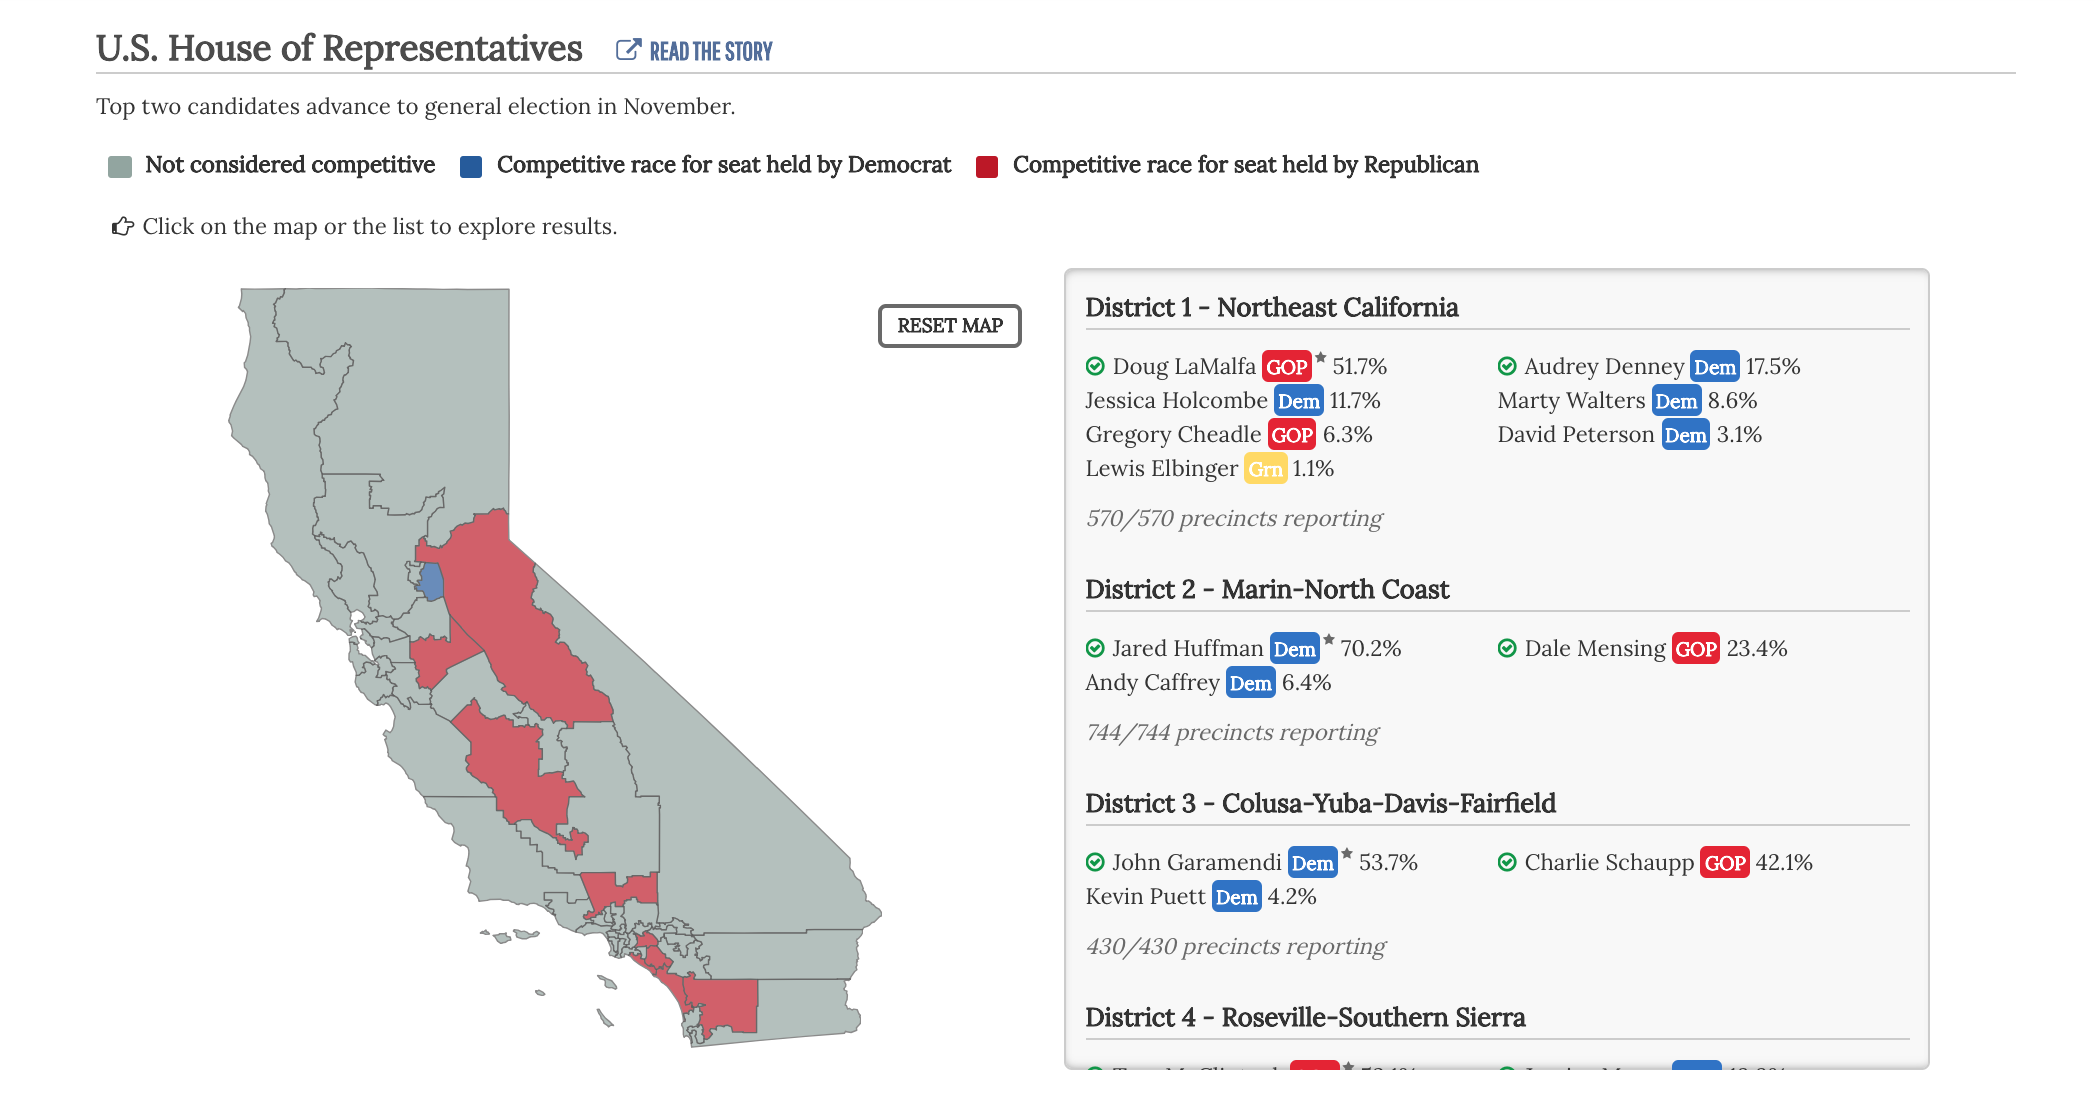 U.S. House of Representatives READ THE STORY
Top two candidates advance to general election in November.
Not considered competitive Competitive race for seat held by Democrat Competitive race for seat held by Republican
Click on the map or the list to explore results.
RESET MAP
District 1 - Northeast California
Doug LaMalfa GOP ★ 51.7% Audrey Denney Dem 17.5%
Jessica Holcombe Dem 11.7% Marty Walters Dem 8.6%
Gregory Cheadle GOP 6.3% David Peterson Dem 3.1%
Lewis Elbinger Grn 1.1%
570/570 precincts reporting
District 2 - Marin-North Coast
Jared Huffman Dem ★ 70.2% Dale Mensing GOP 23.4%
Andy Caffrey Dem 6.4%
744/744 precincts reporting
District 3 - Colusa-Yuba-Davis-Fairfield
John Garamendi Dem ★ 53.7% Charlie Schaupp GOP 42.1%
Kevin Puett Dem 4.2%
430/430 precincts reporting
District 4 - Roseville-Southern Sierra